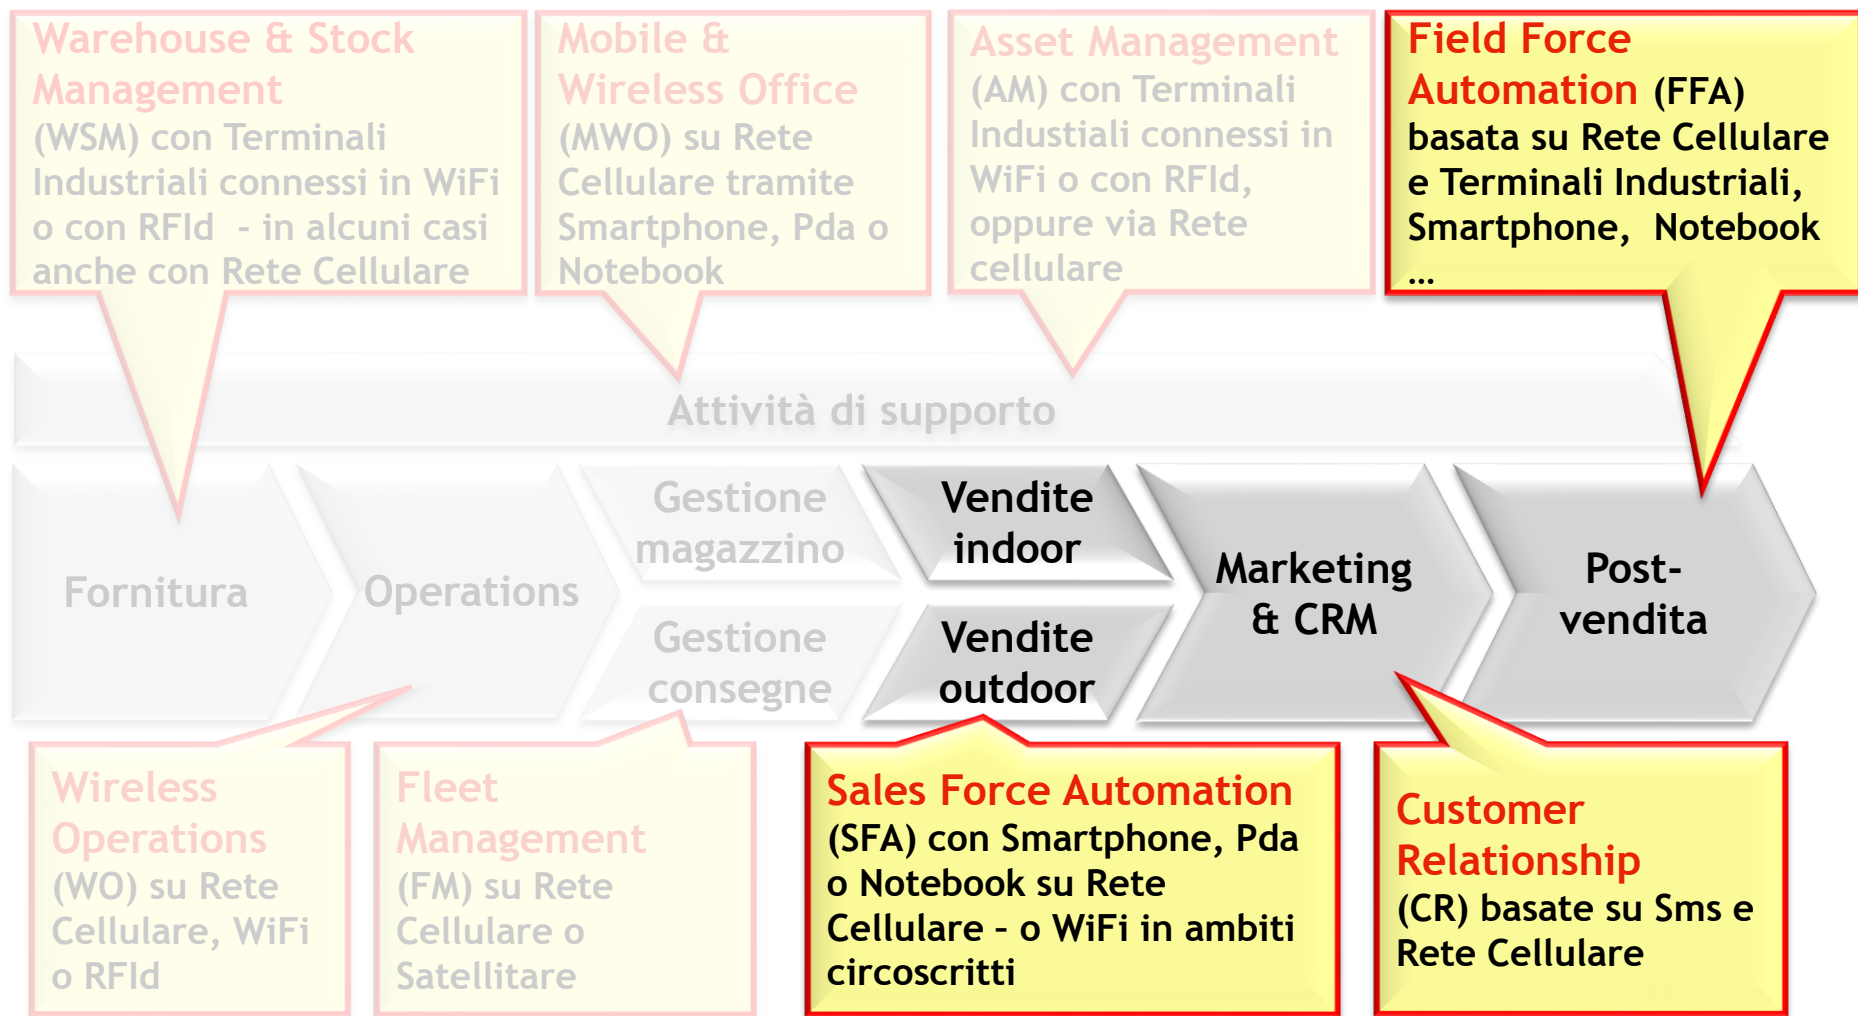 Warehouse & Stock
Management
(WSM) con Terminali
Industriali connessi in WiFi
o con RFId - in alcuni casi
anche con Rete Cellulare
Mobile &
Wireless Office
(MWO) su Rete
Cellulare tramite
Smartphone, Pda o
Notebook
Asset Management
(AM) con Terminali
Industiali connessi in
WiFi o con RFId,
oppure via Rete
cellulare
Field Force
Automation (FFA)
basata su Rete Cellulare
e Terminali Industriali,
Smartphone, Notebook
…
Attività di supporto
Fornitura
Operations
Gestione
magazzino
Gestione
consegne
Vendite
indoor
Vendite
outdoor
Marketing
& CRM
Post-
vendita
Wireless
Operations
(WO) su Rete
Cellulare, WiFi
o RFId
Fleet
Management
(FM) su Rete
Cellulare o
Satellitare
Sales Force Automation
(SFA) con Smartphone, Pda
o Notebook su Rete
Cellulare – o WiFi in ambiti
circoscritti
Customer
Relationship
(CR) basate su Sms e
Rete Cellulare